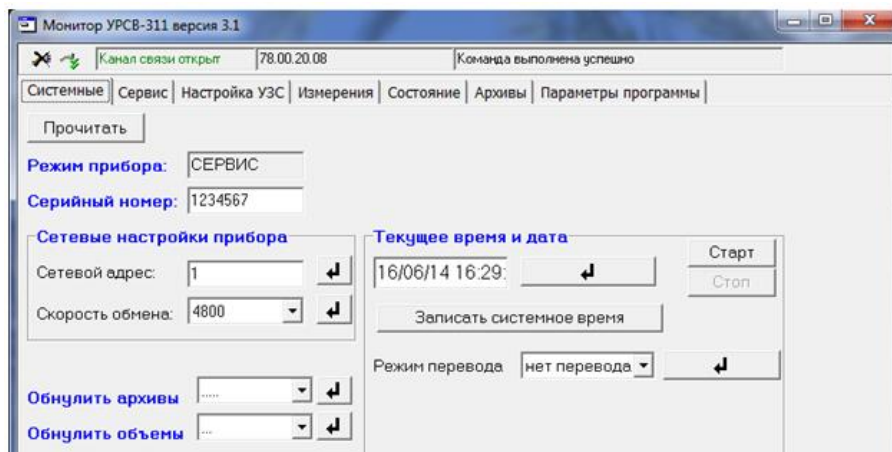 Монитор УРСВ-311 версия 3.1
Канал связи открыт 78.00.20.08 Команда выполнена успешно
Системные Сервис Настройка УЗС Измерения Состояние Архивы Параметры программы
Прочитать
Режим прибора: СЕРВИС
Серийный номер: 1234567
Сетевые настройки прибора
Сетевой адрес: 1
Скорость обмена: 4800
Обнулить архивы .....
Обнулить объемы ...
Текущее время и дата
16/06/14 16:29:
Старт
Стоп
Записать системное время
Режим перевода нет перевода